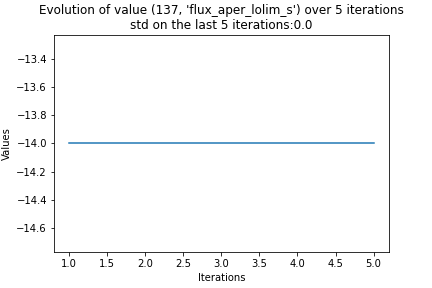 Evolution of value (137, 'flux_aper_lolim_s') over 5 iterations
std on the last 5 iterations:0.0
Values
−13.4
−13.6
−13.8
−14.0
−14.2
−14.4
−14.6
1.0 1.5 2.0 2.5 3.0 3.5 4.0 4.5 5.0
Iterations